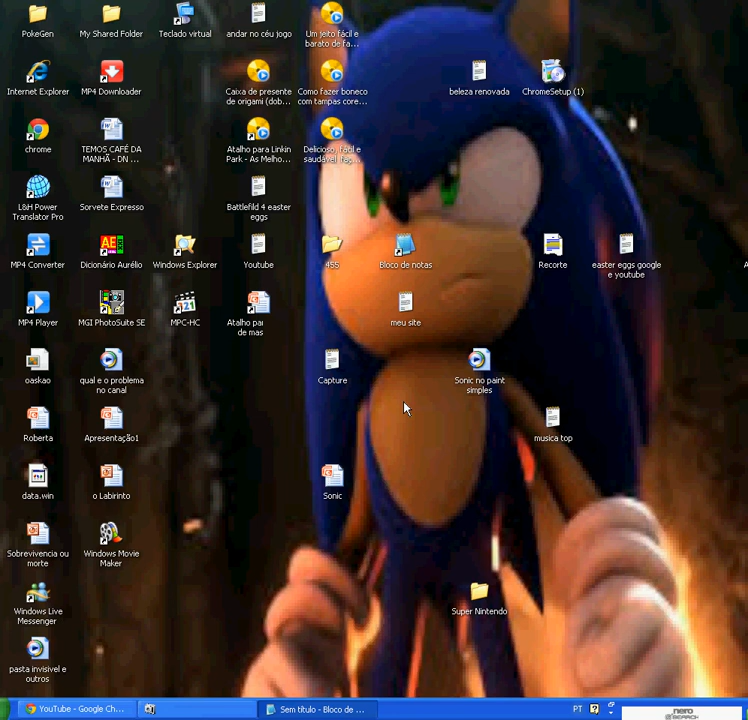 PokeGen
My Shared Folder
Teclado virtual
andar no céu jogo
Um jeito fácil e
barato de fa...
Internet Explorer
MP4 Downloader
Caixa de presente
de origami (dob...
Como fazer boneco
com tampas core...
beleza renovada
ChromeSetup (1)
chrome
TEMOS CAFÉ DA
MANHÃ - DN ...
Atalho para Linkin
Park - As Melho...
Delicioso, fátil e
saudável, faç...
L&H Power
Translator Pro
Sorvete Expresso
Battlefild 4 easter
eggs
MP4 Converter
Dicionário Aurélio
Windows Explorer
Youtube
455
Bloco de notas
Recorte
easter eggs google
e youtube
MP4 Player
MGI PhotoSuite SE
MPC-HC
Atalho par
de mas
meu site
oaskao
qual e o problema
no canal
Capture
Sonic no paint
simples
Roberta
Apresentação1
musica top
data.win
o Labirinto
Sonic
Sobrevivencia ou
morte
Windows Movie
Maker
Windows Live
Messenger
Super Nintendo
pasta invisivel e
outros
YouTube - Google Ch...
Sem título - Bloco de ...
PT
nero
SEARCH